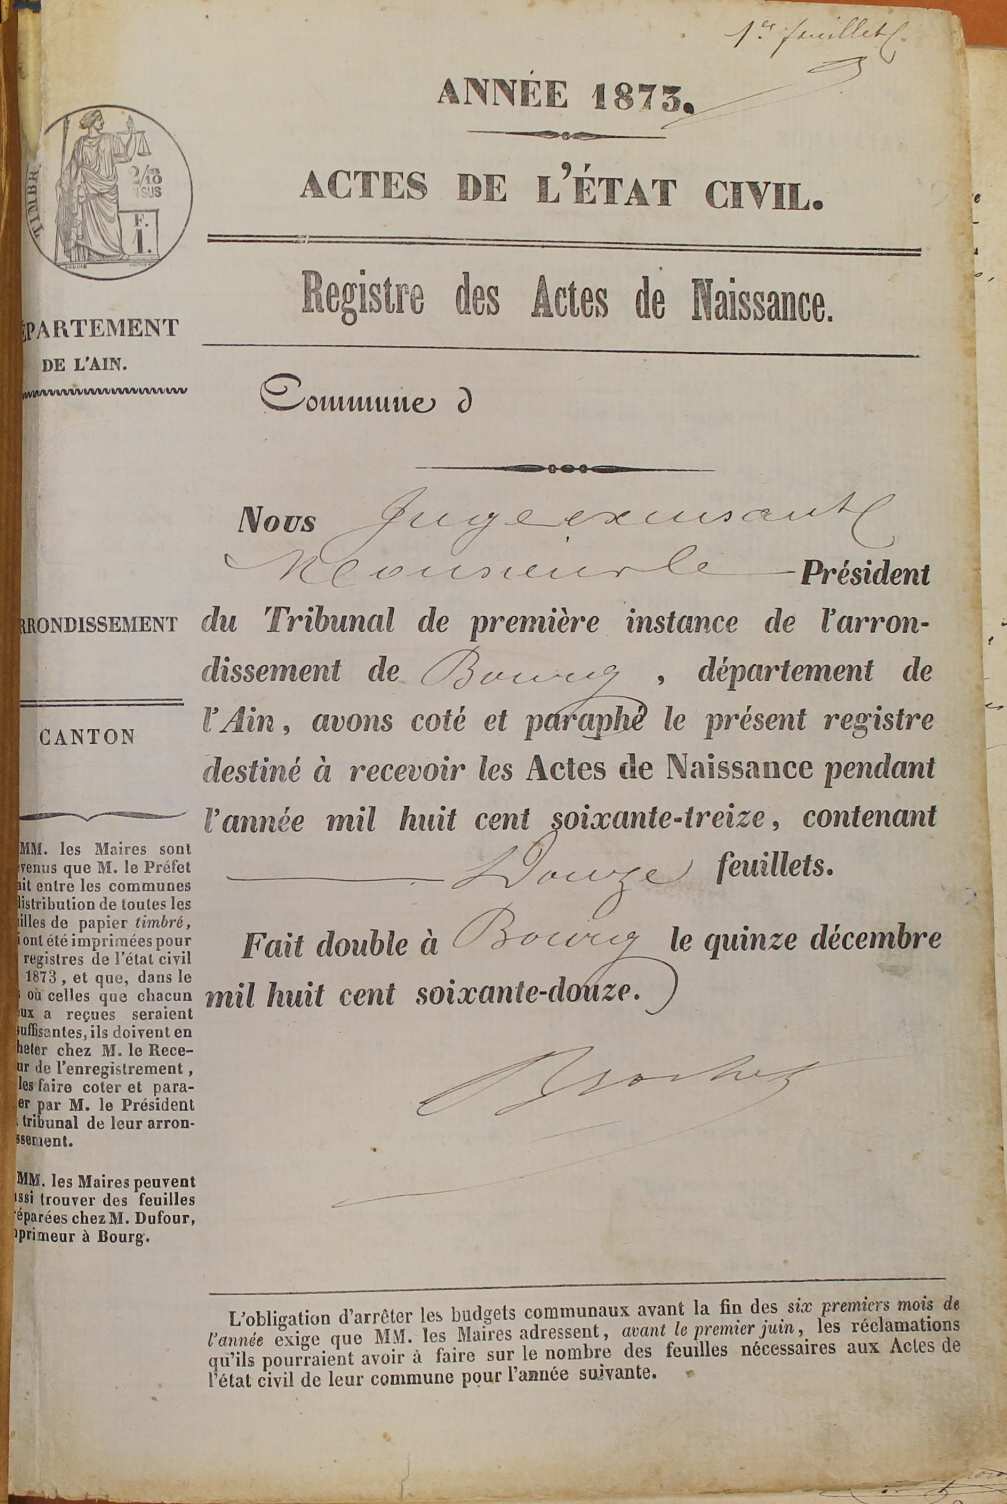 1er feuillet
ANNÉE 1873.
ACTES DE L'ÉTAT CIVIL.
TIMBR
2/10
SUS
F.
1.
Registre des Actes de Naissance.
ÉPARTEMENT
DE L'AIN.
Commune d
Nous Juge excusant
Monsieur le Président
du Tribunal de première instance de l'arron-
dissement de Bourg, département de
l'Ain, avons coté et paraphé le présent registre
destiné à recevoir les Actes de Naissance pendant
l'année mil huit cent soixante-treize, contenant
Douze feuillets.
Fait double à Bourg le quinze décembre
mil huit cent soixante-douze.
RRONDISSEMENT
CANTON
MM. les Maires sont
venus que M. le Préfet
ait entre les communes
distribution de toutes les
illes de papier timbré,
i ont été imprimées pour
registres de l'état civil
1873, et que, dans le
s où celles que chacun
ux a reçues seraient
suffisantes, ils doivent en
heter chez M. le Rece-
ur de l'enregistrement,
les faire coter et para-
er par M. le Président
tribunal de leur arron-
ssement.
MM. les Maires peuvent
ussi trouver des feuilles
réparées chez M. Dufour,
mprimeur à Bourg.
L'obligation d'arrêter les budgets communaux avant la fin des six premiers mois de
l'année exige que MM. les Maires adressent, avant le premier juin, les réclamations
qu'ils pourraient avoir à faire sur le nombre des feuilles nécessaires aux Actes de
l'état civil de leur commune pour l'année suivante.